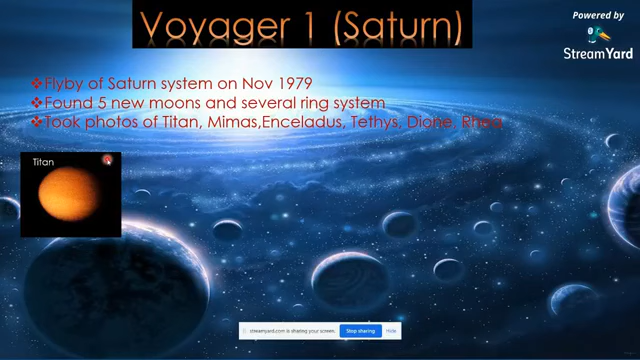 Voyager 1 (Saturn)
Powered by
StreamYard
❖Flyby of Saturn system on Nov 1979
❖Found 5 new moons and several ring system
❖Took photos of Titan, Mimas,Enceladus, Tethys, Dione, Rhea
Titan
streamyard.com is sharing your screen. Stop sharing Hide